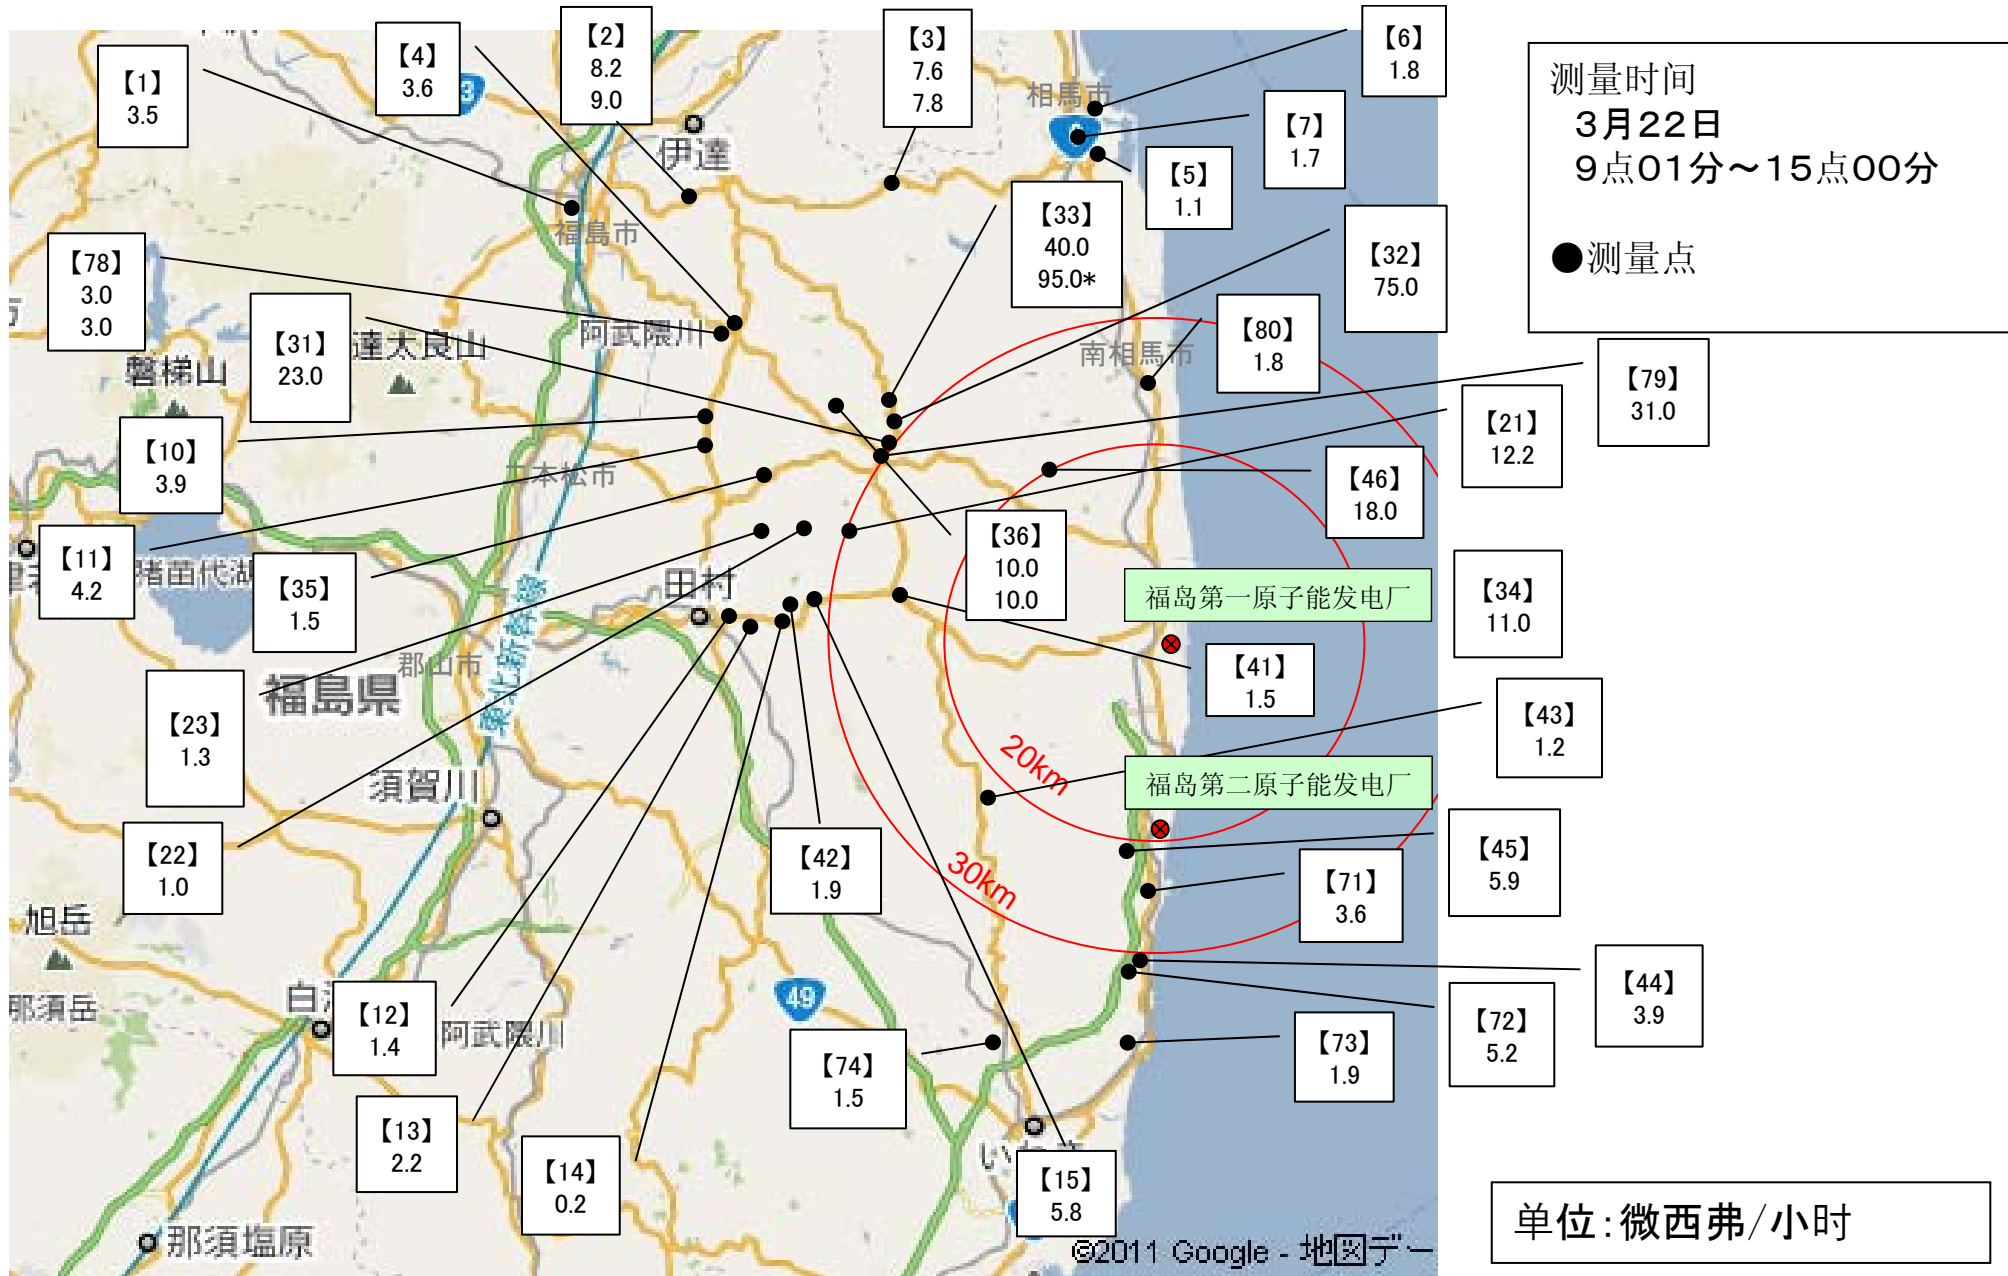 【1】
3.5
【4】
3.6
【2】
8.2
9.0
【3】
7.6
7.8
【6】
1.8
测量时间
3月22日
9点01分～15点00分
●测量点
相馬市
【7】
1.7
【5】
1.1
伊達
福島市
【33】
40.0
95.0*
【32】
75.0
【78】
3.0
3.0
【31】
23.0
達太良山
阿武隈川
磐梯山
【80】
1.8
南相馬市
【79】
31.0
【21】
12.2
【10】
3.9
二本松市
【46】
18.0
【11】
4.2
猪苗代湖
【35】
1.5
田村
【36】
10.0
10.0
福岛第一原子能发电厂
【34】
11.0
東北新幹線
郡山市
福島県
【41】
1.5
【23】
1.3
【43】
1.2
20km
福岛第二原子能发电厂
須賀川
【22】
1.0
【42】
1.9
30km
【71】
3.6
【45】
5.9
旭岳
那須岳
白
【12】
1.4
阿武隈川
49
【74】
1.5
【73】
1.9
【72】
5.2
【44】
3.9
【13】
2.2
【14】
0.2
い
【15】
5.8
那須塩原
©2011 Google - 地図デー
单位：微西弗/小时